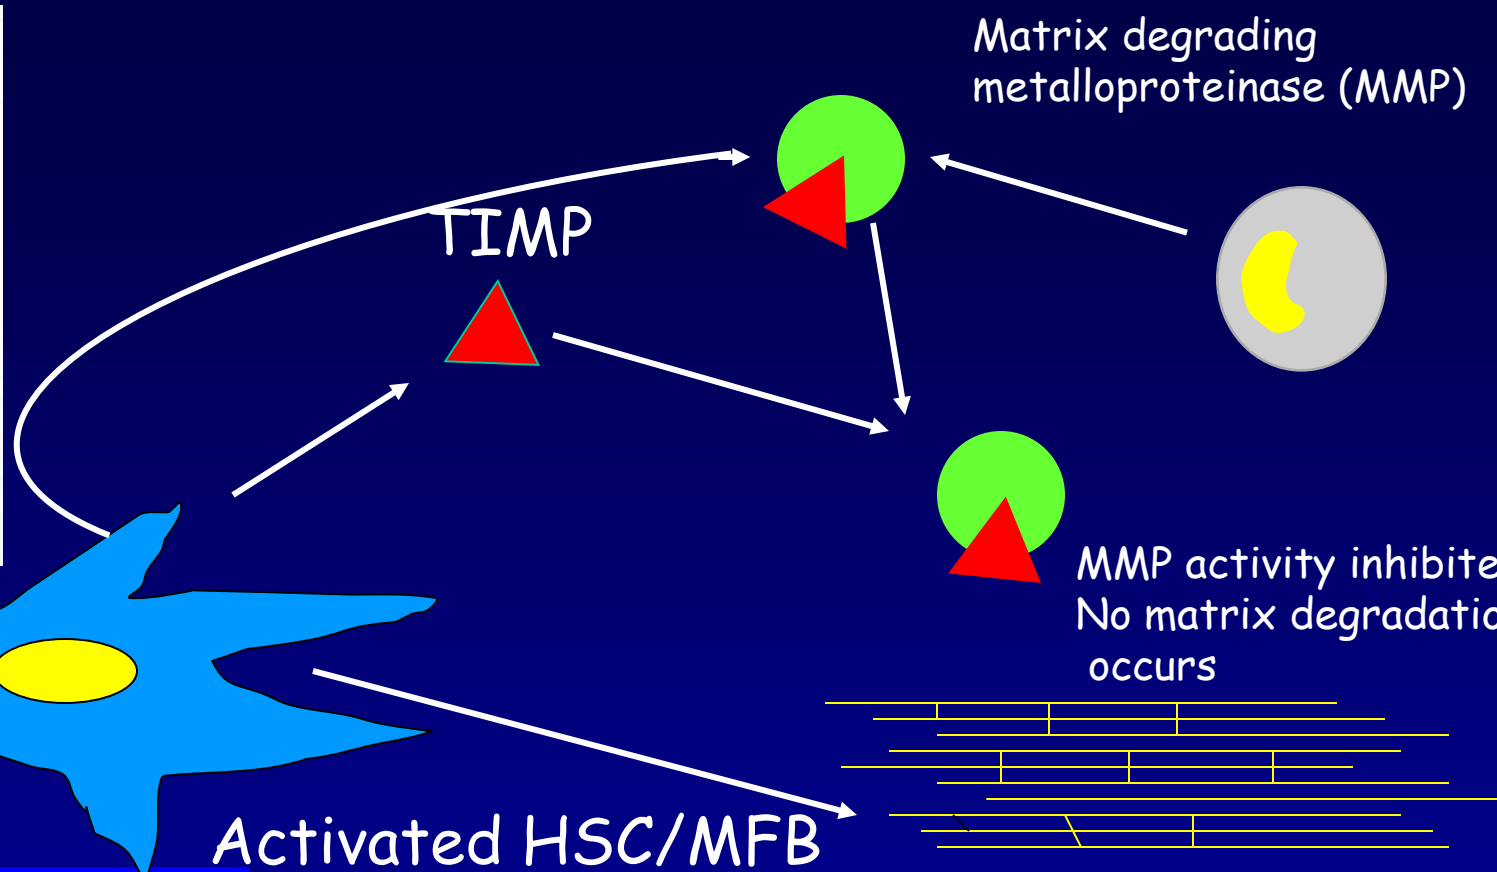 Matrix degrading
metalloproteinase (MMP)
TIMP
MMP activity inhibite
No matrix degradatio
occurs
Activated HSC/MFB